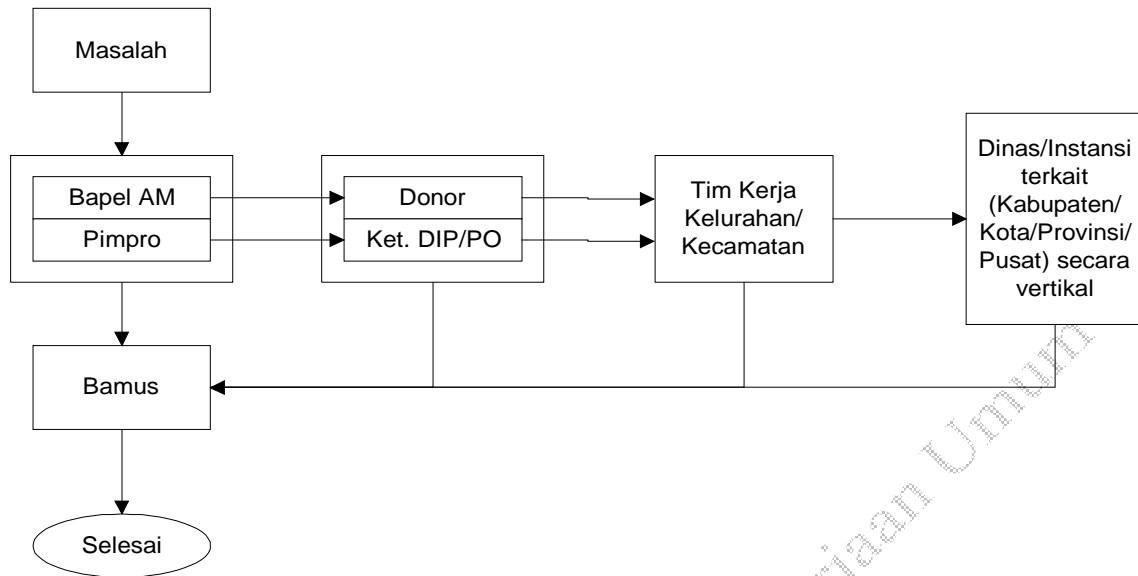 Masalah
Bapel AM
Pimpro
Donor
Ket. DIP/PO
Tim Kerja
Kelurahan/
Kecamatan
Dinas/Instansi
terkait
(Kabupaten/
Kota/Provinsi/
Pusat) secara
vertikal
Bamus
Selesai
Umum